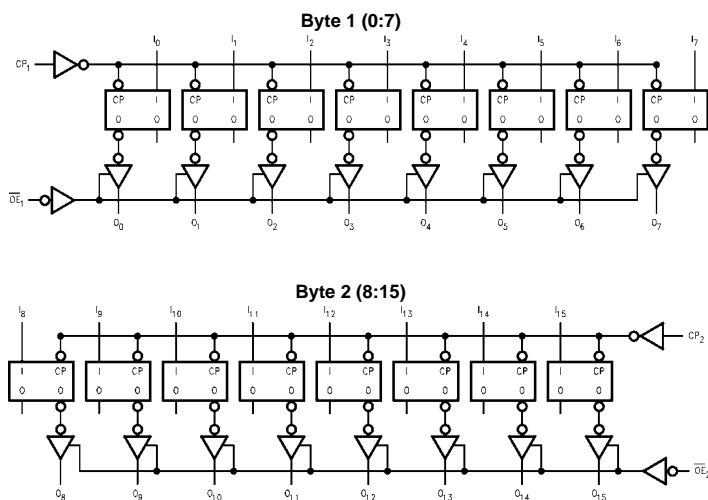 Byte 1 (0:7)
I0 I1 I2 I3 I4 I5 I6 I7
CP1
CP I CP I CP I CP I CP I CP I CP I CP I
O O O O O O O O O O O O O O O O
OE1
O0 O1 O2 O3 O4 O5 O6 O7
Byte 2 (8:15)
I8 I9 I10 I11 I12 I13 I14 I15
CP2
I CP I CP I CP I CP I CP I CP I CP I CP
O O O O O O O O O O O O O O O O
OE2
O8 O9 O10 O11 O12 O13 O14 O15